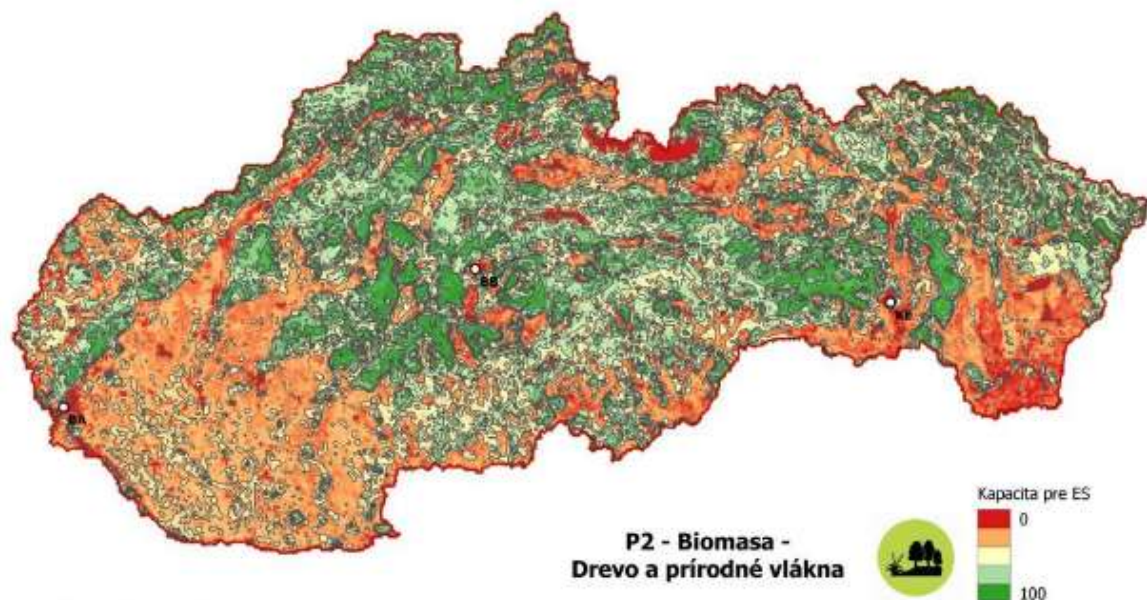 BB
KE
BA
Kapacita pre ES
0
100
P2 - Biomasa -
Drevo a prírodné vlákna